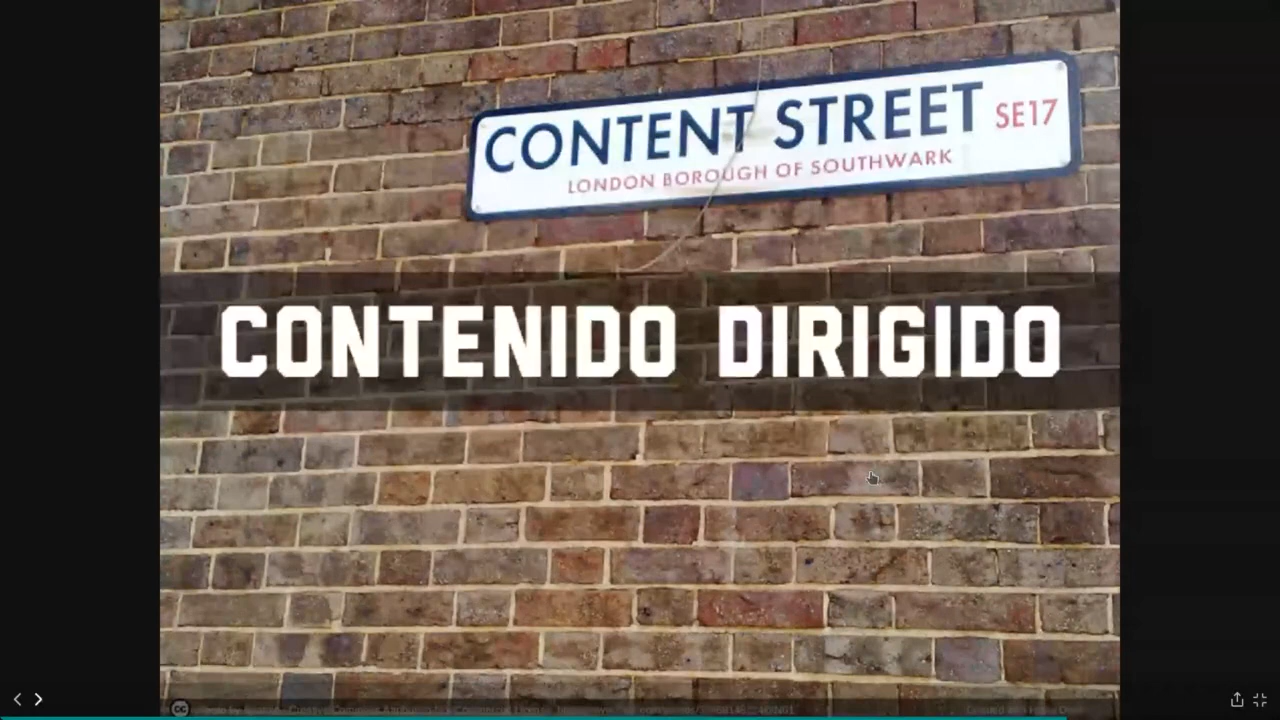 CONTENT STREET SE17
LONDON BOROUGH OF SOUTHWARK
CONTENIDO DIRIGIDO